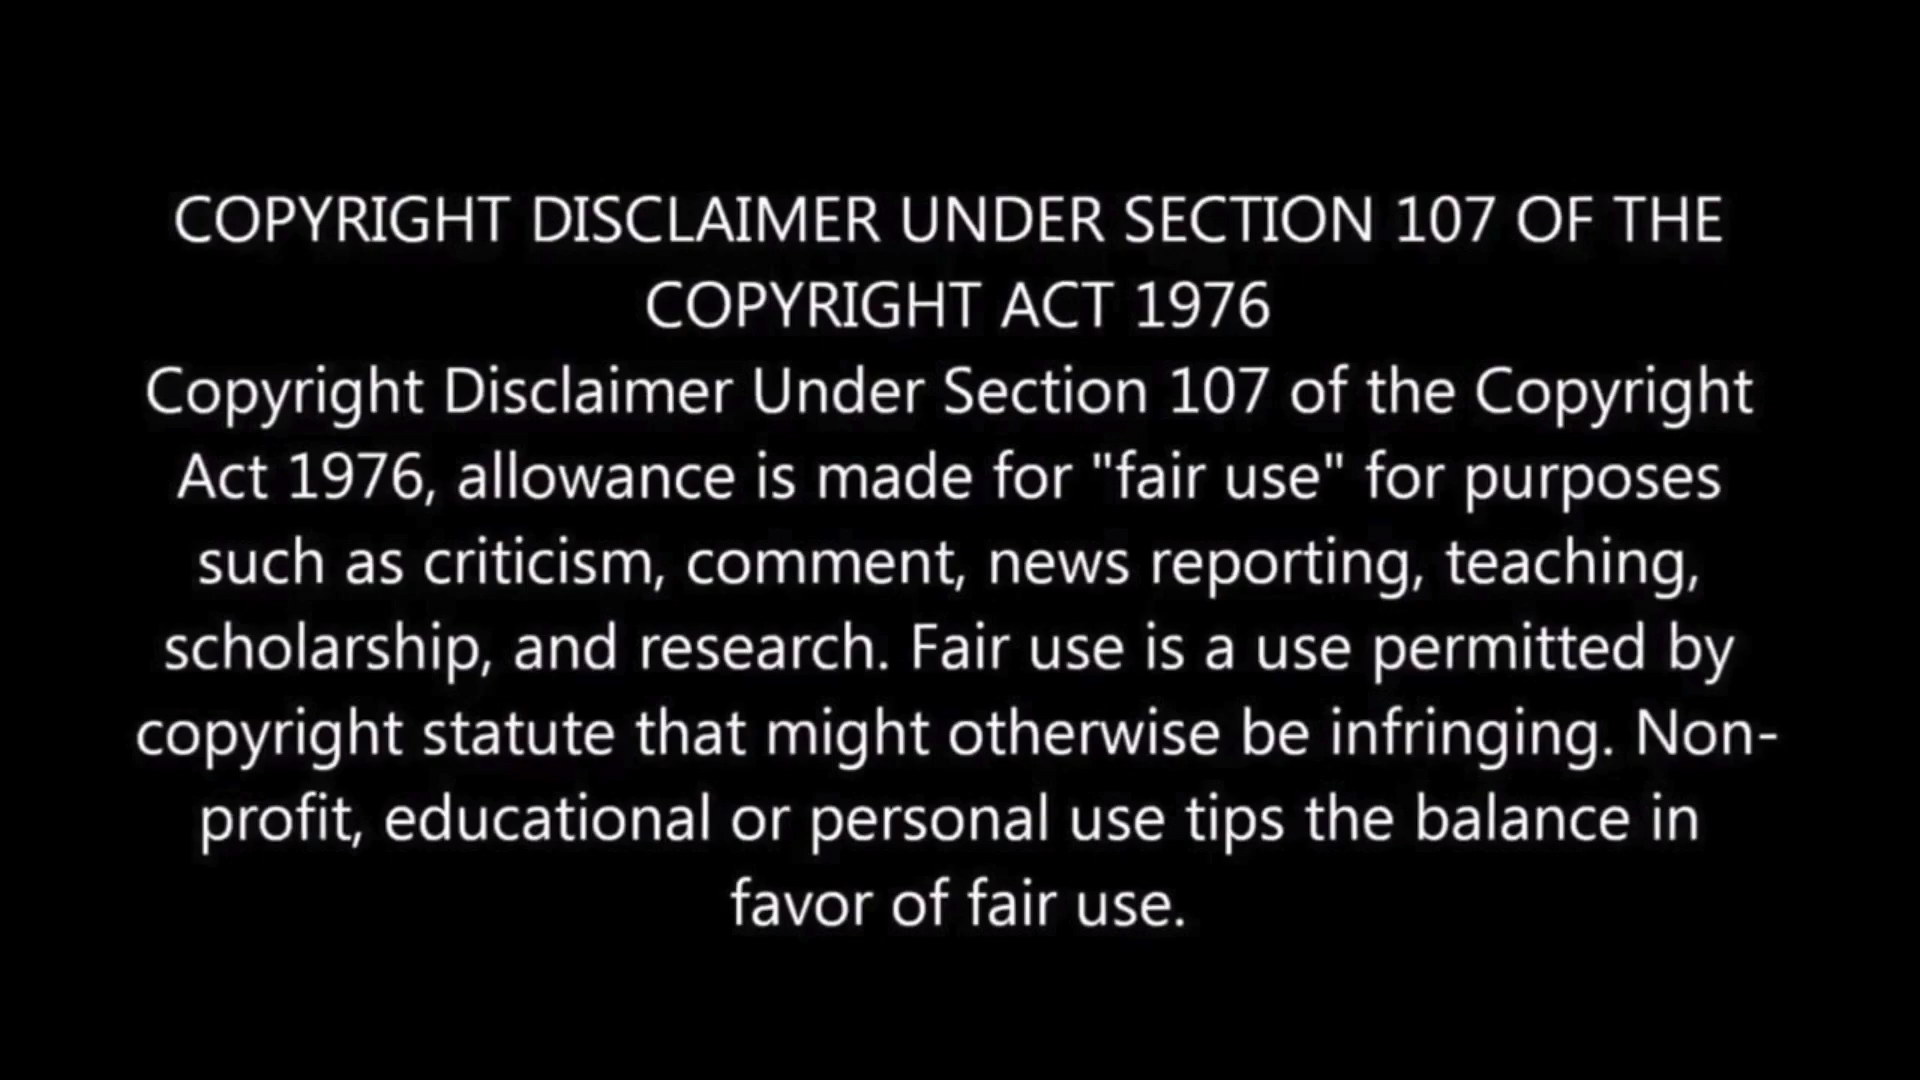 COPYRIGHT DISCLAIMER UNDER SECTION 107 OF THE
COPYRIGHT ACT 1976
Copyright Disclaimer Under Section 107 of the Copyright
Act 1976, allowance is made for "fair use" for purposes
such as criticism, comment, news reporting, teaching,
scholarship, and research. Fair use is a use permitted by
copyright statute that might otherwise be infringing. Non-
profit, educational or personal use tips the balance in
favor of fair use.